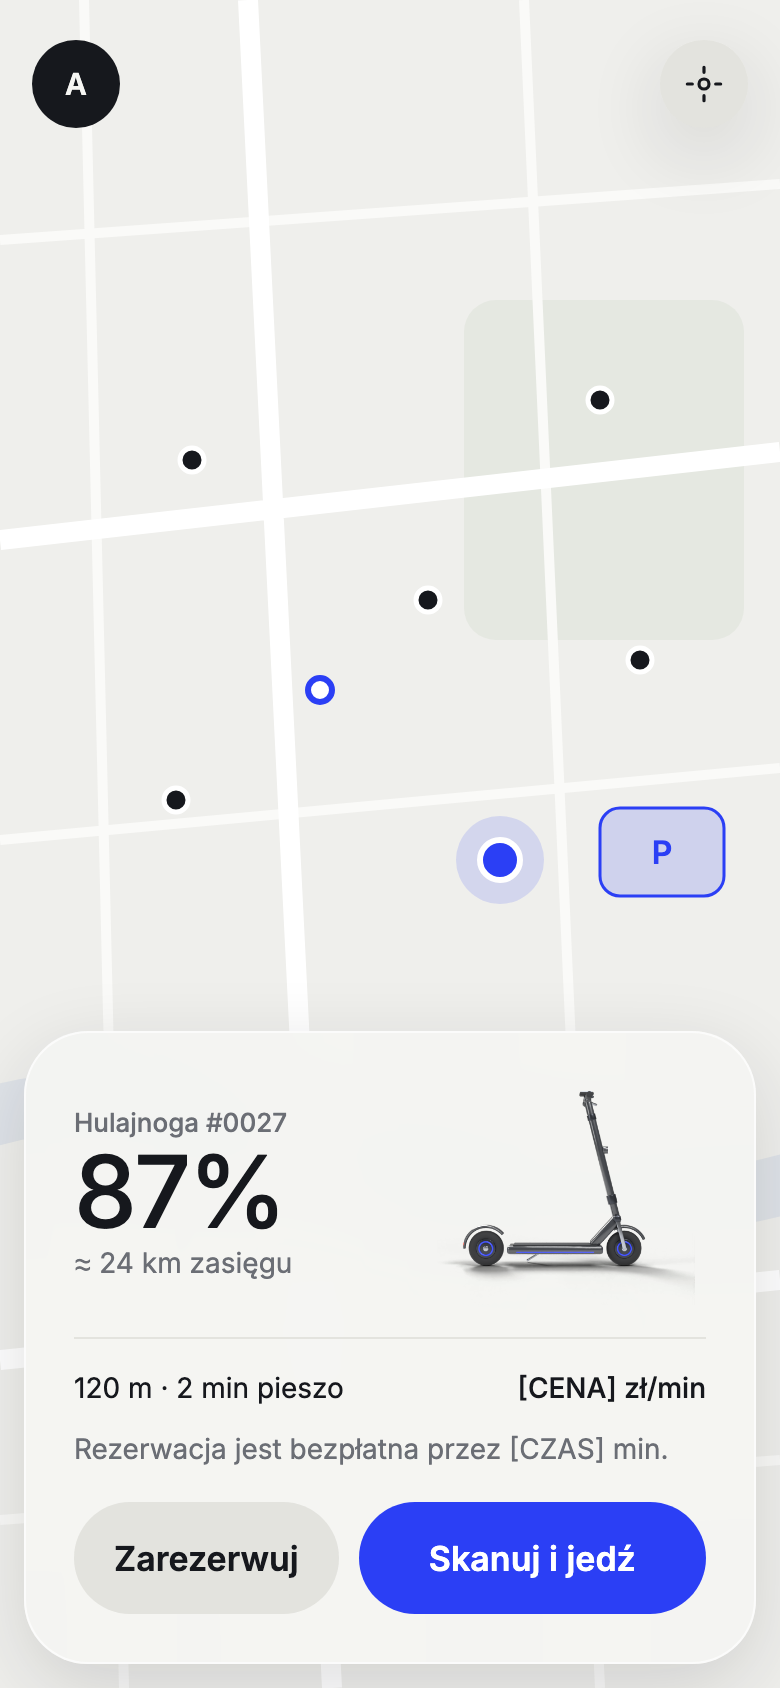 A
P
Hulajnoga #0027
87%
≈ 24 km zasięgu
120 m · 2 min pieszo
[CENA] zł/min
Rezerwacja jest bezpłatna przez [CZAS] min.
Zarezerwuj
Skanuj i jedź